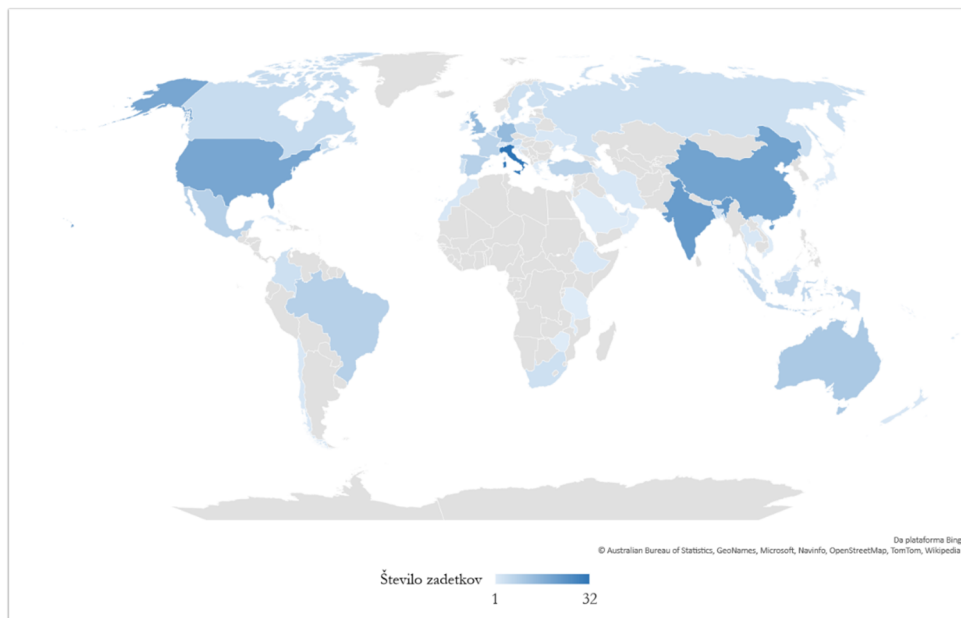 Da plataforma Bing
© Australian Bureau of Statistics, GeoNames, Microsoft, Navinfo, OpenStreetMap, TomTom, Wikipedia
Število zadetkov
1 32